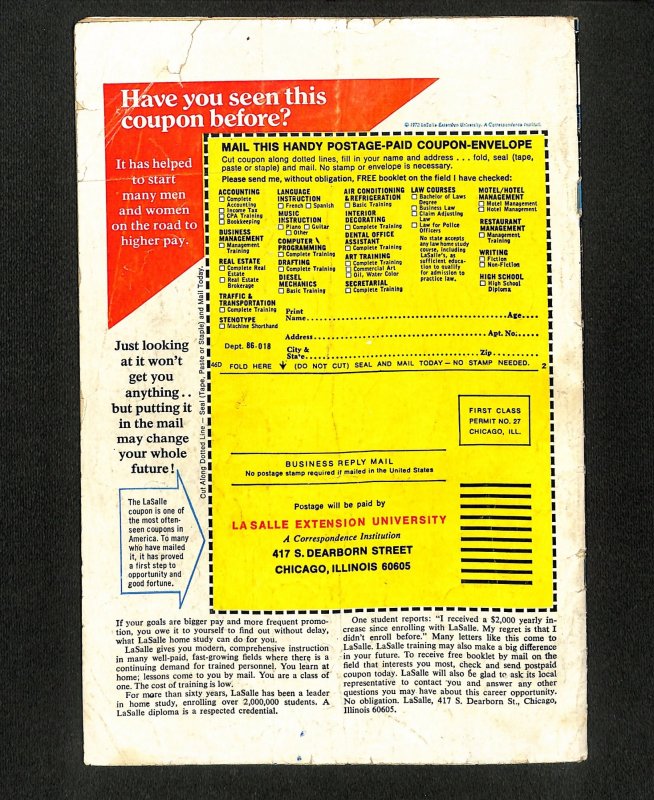 Have you seen this
coupon before?
© 1972 LaSalle Extension University. A Correspondence Institut.
It has helped
to start
many men
and women
on the road to
higher pay.
MAIL THIS HANDY POSTAGE-PAID COUPON-ENVELOPE
Cut coupon along dotted lines, fill in your name and address . . . fold, seal (tape,
paste or staple) and mail. No stamp or envelope is necessary.
Please send me, without obligation, FREE booklet on the field I have checked:
ACCOUNTING
☐ Complete
Accounting
☐ Income Tax
☐ CPA Training
☐ Bookkeeping
BUSINESS
MANAGEMENT
☐ Management
Training
REAL ESTATE
☐ Complete Real
Estate
☐ Real Estate
Brokerage
TRAFFIC &
TRANSPORTATION
☐ Complete Training
STENOTYPE
☐ Machine Shorthand
LANGUAGE
INSTRUCTION
☐ French ☐ Spanish
MUSIC
INSTRUCTION
☐ Piano ☐ Guitar
☐ Other
COMPUTER
PROGRAMMING
☐ Complete Training
DRAFTING
☐ Complete Training
DIESEL
MECHANICS
☐ Basic Training
AIR CONDITIONING
& REFRIGERATION
☐ Basic Training
INTERIOR
DECORATING
☐ Complete Training
DENTAL OFFICE
ASSISTANT
☐ Complete Training
ART TRAINING
☐ Complete Training
☐ Commercial Art
☐ Oil, Water Color
SECRETARIAL
☐ Complete Training
LAW COURSES
☐ Bachelor of Laws
Degree
☐ Business Law
☐ Claim Adjusting
Law
☐ Law for Police
Officers
No state accepts
any law home study
course, including
LaSalle's, as
sufficient educa-
tion to qualify
for admission to
practice law.
MOTEL/HOTEL
MANAGEMENT
☐ Motel Management
☐ Hotel Management
RESTAURANT
MANAGEMENT
☐ Management
Training
WRITING
☐ Fiction
☐ Non-Fiction
HIGH SCHOOL
☐ High School
Diploma
Print
Name Age
Address Apt. No.
Dept. 86-018
City &
State Zip
46D FOLD HERE (DO NOT CUT) SEAL AND MAIL TODAY – NO STAMP NEEDED. 2
Cut Along Dotted Line — Seal (Tape, Paste or Staple) and Mail Today.
Just looking
at it won't
get you
anything . .
but putting it
in the mail
may change
your whole
future!
FIRST CLASS
PERMIT NO. 27
CHICAGO, ILL.
BUSINESS REPLY MAIL
No postage stamp required if mailed in the United States
The LaSalle
coupon is one of
the most often-
seen coupons in
America. To many
who have mailed
it, it has proved
a first step to
opportunity and
good fortune.
Postage will be paid by
LA SALLE EXTENSION UNIVERSITY
A Correspondence Institution
417 S. DEARBORN STREET
CHICAGO, ILLINOIS 60605
If your goals are bigger pay and more frequent promo-
tion, you owe it to yourself to find out without delay,
what LaSalle home study can do for you.
LaSalle gives you modern, comprehensive instruction
in many well-paid, fast-growing fields where there is a
continuing demand for trained personnel. You learn at
home; lessons come to you by mail. You are a class of
one. The cost of training is low.
For more than sixty years, LaSalle has been a leader
in home study, enrolling over 2,000,000 students. A
LaSalle diploma is a respected credential.
One student reports: "I received a $2,000 yearly in-
crease since enrolling with LaSalle. My regret is that I
didn't enroll before." Many letters like this come to
LaSalle. LaSalle training may also make a big difference
in your future. To receive free booklet by mail on the
field that interests you most, check and send postpaid
coupon today. LaSalle will also be glad to ask its local
representative to contact you and answer any other
questions you may have about this career opportunity.
No obligation. LaSalle, 417 S. Dearborn St., Chicago,
Illinois 60605.